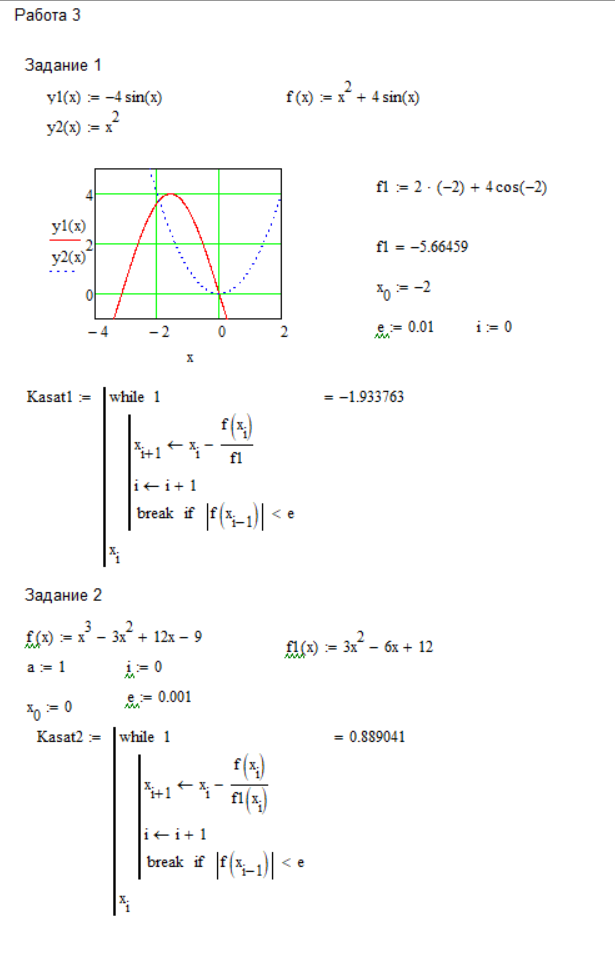 Работа 3
Задание 1
y1(x) := −4 sin(x)
f(x) := x² + 4 sin(x)
y2(x) := x²
4
2
0
y1(x)
y2(x)
−4 −2 0 2
x
f1 := 2 · (−2) + 4 cos(−2)
f1 = −5.66459
x₀ := −2
e := 0.01 i := 0
Kasat1 := while 1 = −1.933763
xᵢ₊₁ ← xᵢ − f(xᵢ)/f1
i ← i + 1
break if |f(xᵢ₋₁)| < e
xᵢ
Задание 2
f(x) := x³ − 3x² + 12x − 9
f1(x) := 3x² − 6x + 12
a := 1 i := 0
x₀ := 0 e := 0.001
Kasat2 := while 1 = 0.889041
xᵢ₊₁ ← xᵢ − f(xᵢ)/f1(xᵢ)
i ← i + 1
break if |f(xᵢ₋₁)| < e
xᵢ